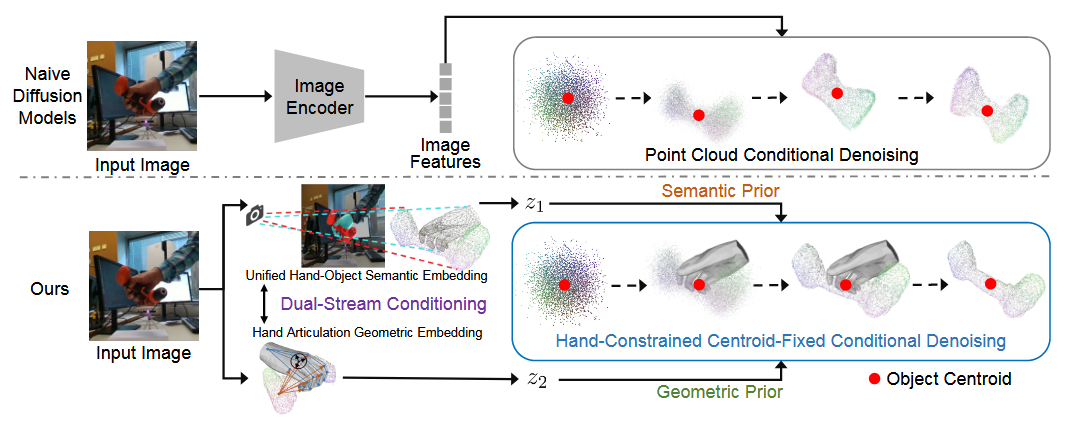 Naive
Diffusion
Models
Input Image
Image
Encoder
Image
Features
Point Cloud Conditional Denoising
Ours
Input Image
Unified Hand-Object Semantic Embedding
Dual-Stream Conditioning
Hand Articulation Geometric Embedding
z1
Semantic Prior
Hand-Constrained Centroid-Fixed Conditional Denoising
z2
Geometric Prior
Object Centroid